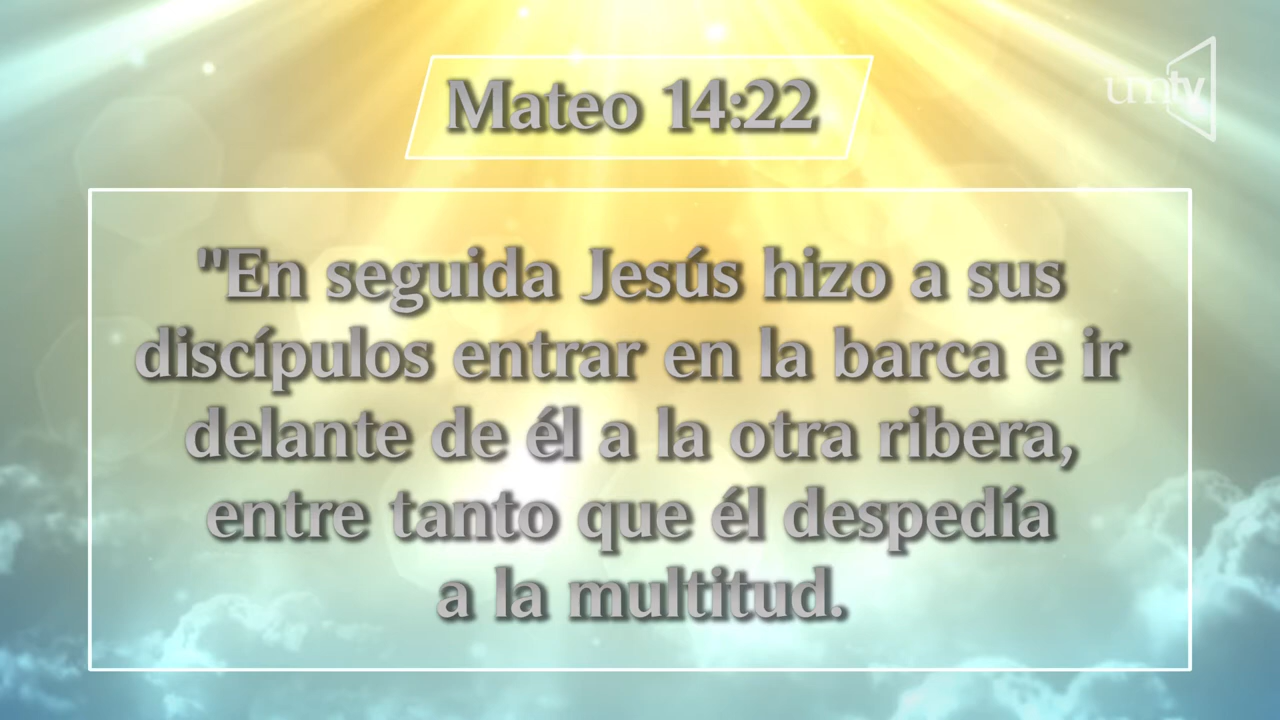 Mateo 14:22
umtv
"En seguida Jesús hizo a sus
discípulos entrar en la barca e ir
delante de él a la otra ribera,
entre tanto que él despedía
a la multitud.